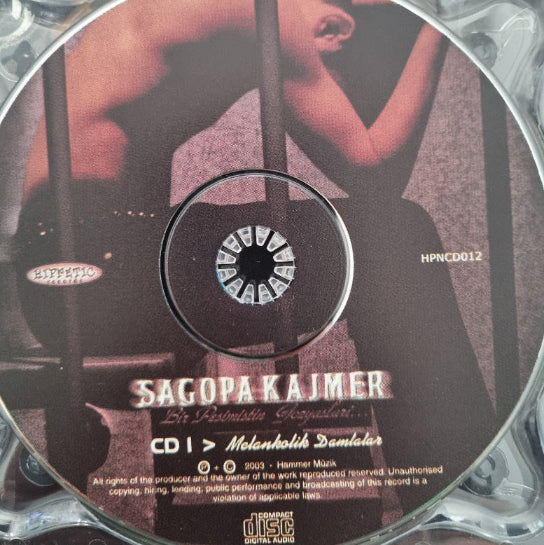 HIPPETIC
records
HPNCD012
SAGOPA KAJMER
Bir Pesimistin Gözyaşları...
CD 1 > Melankolik Damlalar
℗ + © 2003 - Hammer Müzik
All rights of the producer and the owner of the work reproduced reserved. Unauthorised
copying, hiring, lending, public performance and broadcasting of this record is a
violation of applicable laws.
COMPACT
disc
DIGITAL AUDIO